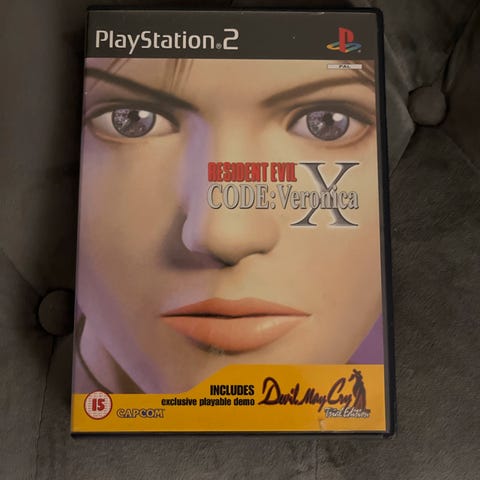 PlayStation®2
PAL
RESIDENT EVIL
CODE:Veronica
X
INCLUDES
exclusive playable demo
Devil May Cry
Trial Edition
15
CAPCOM